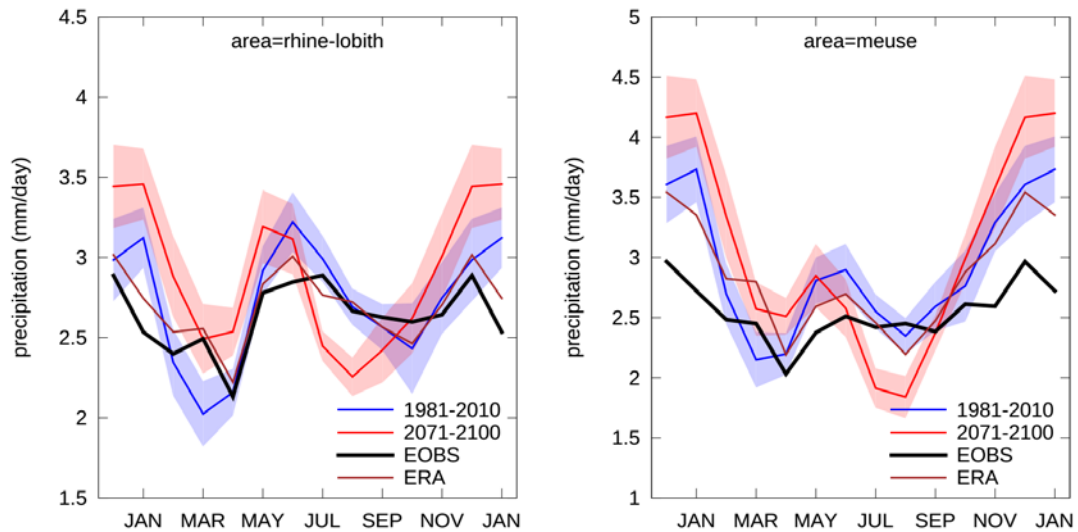 area=rhine-lobith
precipitation (mm/day)
4.5
4
3.5
3
2.5
2
1.5
JAN MAR MAY JUL SEP NOV JAN
1981-2010
2071-2100
EOBS
ERA
area=meuse
precipitation (mm/day)
5
4.5
4
3.5
3
2.5
2
1.5
1
JAN MAR MAY JUL SEP NOV JAN
1981-2010
2071-2100
EOBS
ERA